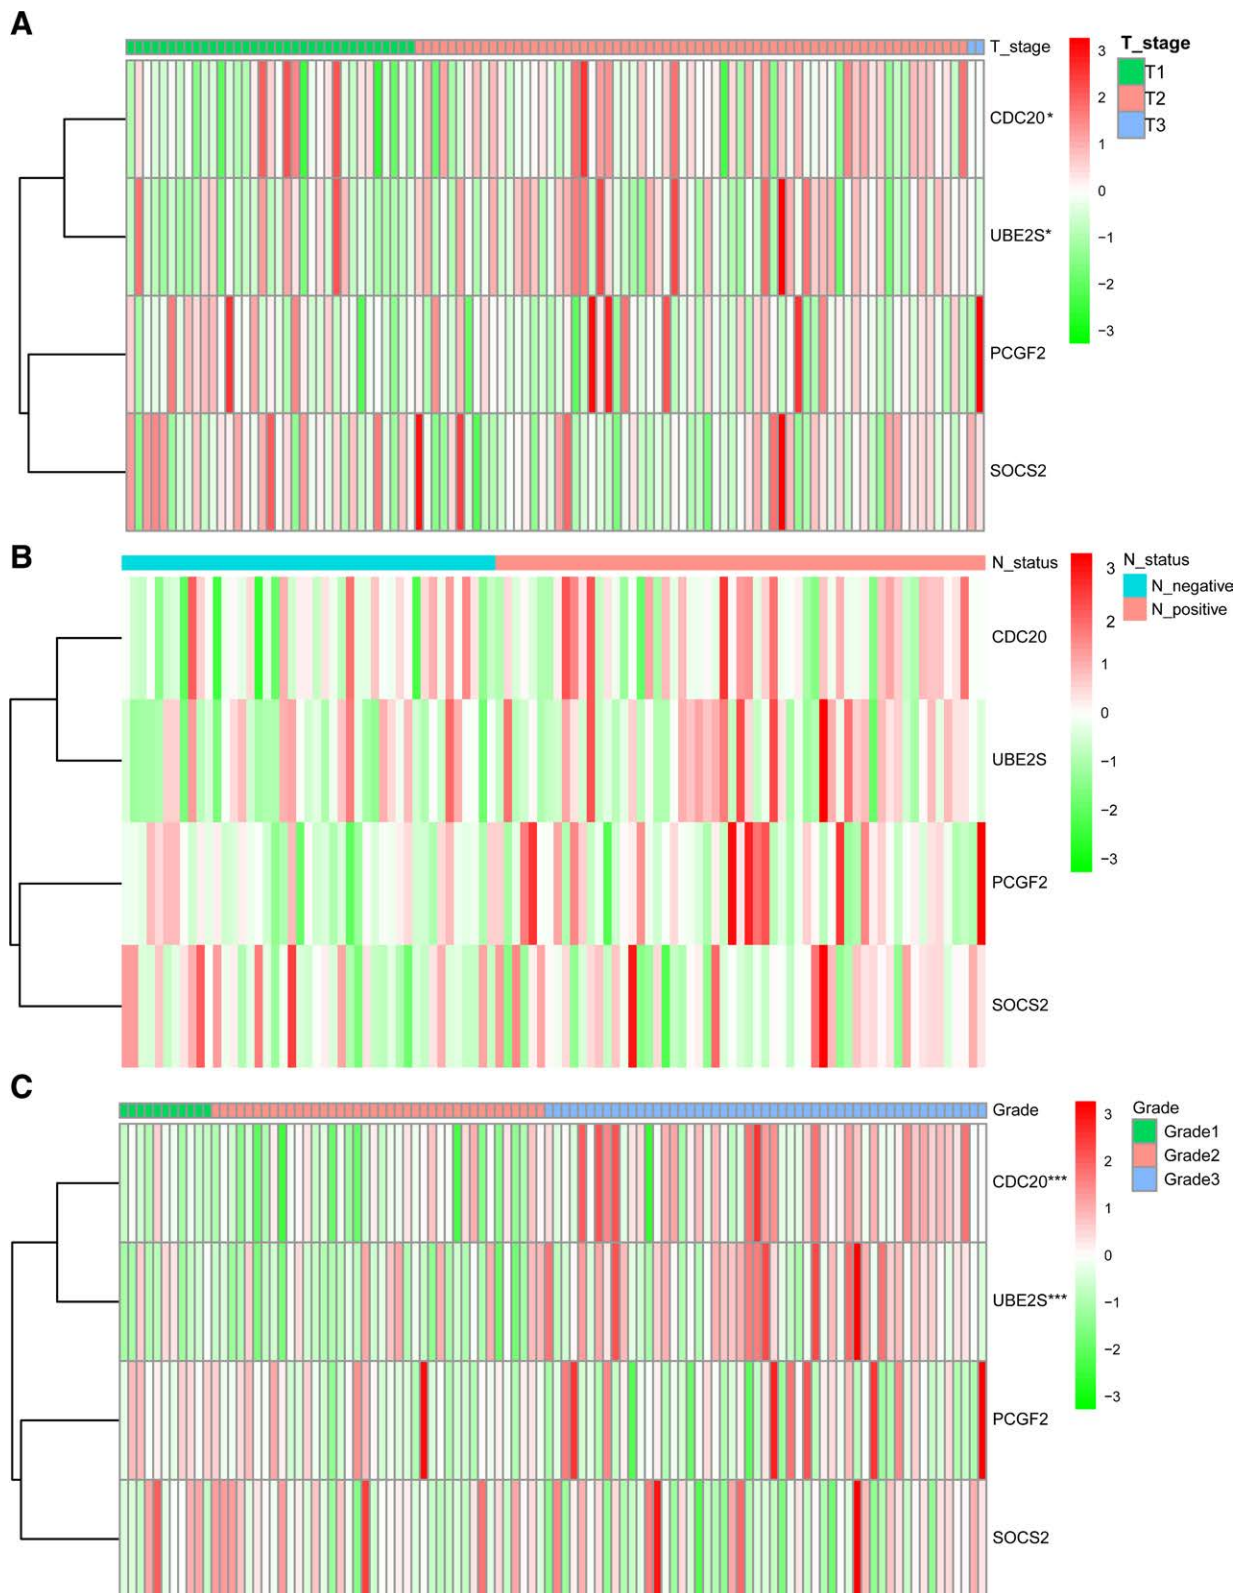 A
T_stage
CDC20*
UBE2S*
PCGF2
SOCS2
3
2
1
0
−1
−2
−3
T_stage
T1
T2
T3
B
N_status
CDC20
UBE2S
PCGF2
SOCS2
3
2
1
0
−1
−2
−3
N_status
N_negative
N_positive
C
Grade
CDC20***
UBE2S***
PCGF2
SOCS2
3
2
1
0
−1
−2
−3
Grade
Grade1
Grade2
Grade3